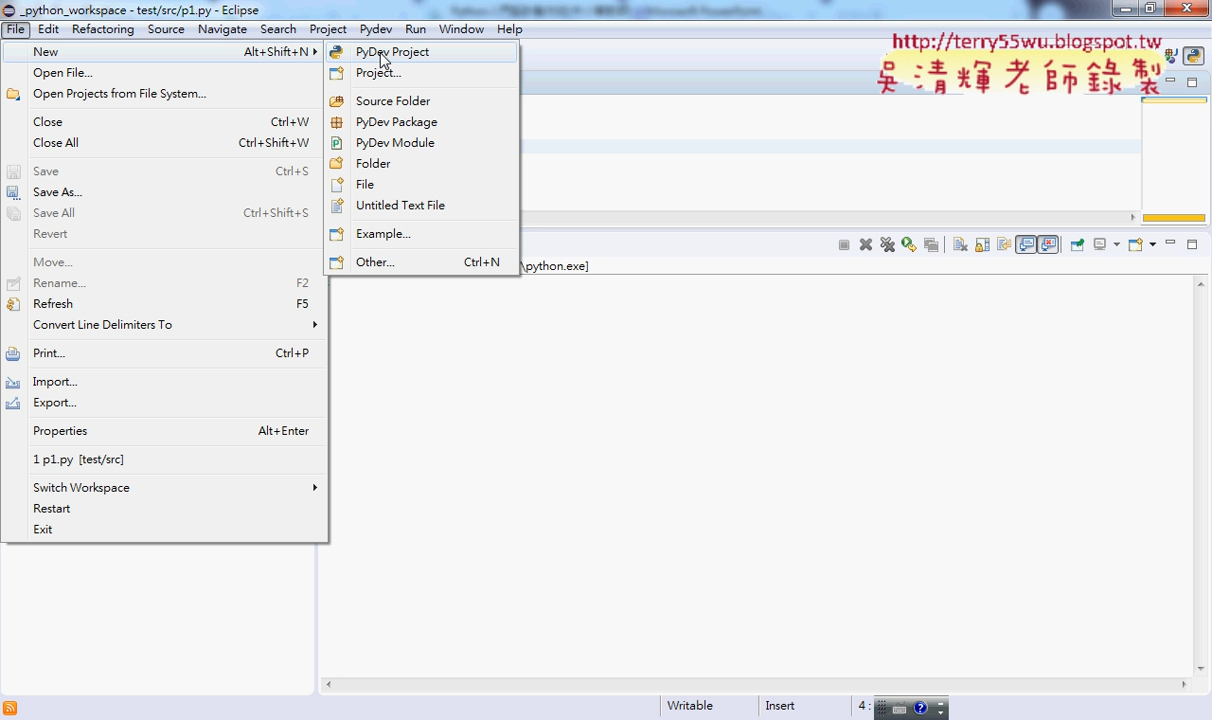 _python_workspace - test/src/p1.py - Eclipse
File Edit Refactoring Source Search Navigate Project Pydev Run Window Help
http://terry55wu.blogspot.tw
吳清輝老師錄製
New Alt+Shift+N
Open File...
Open Projects from File System...
Close Ctrl+W
Close All Ctrl+Shift+W
Save Ctrl+S
Save As...
Save All Ctrl+Shift+S
Revert
Move...
Rename... F2
Refresh F5
Convert Line Delimiters To
Print... Ctrl+P
Import...
Export...
Properties Alt+Enter
1 p1.py [test/src]
Switch Workspace
Restart
Exit
PyDev Project
Project...
Source Folder
PyDev Package
PyDev Module
Folder
File
Untitled Text File
Example...
Other... Ctrl+N
\python.exe]
Writable Insert 4 :